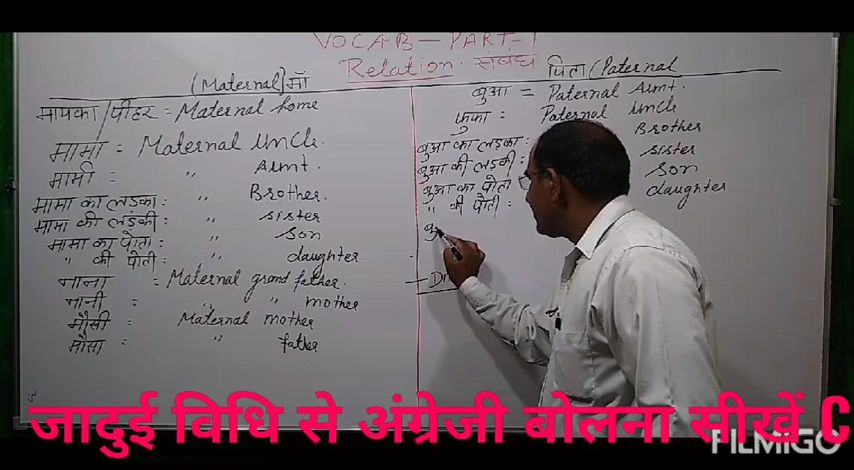 VOCAB — PART-1
Relation. संबंध
(Maternal) माँ
मायका/पीहर = Maternal home
मामा = Maternal Uncle.
मामी : " Aunt.
मामा का लड़का : " Brother.
मामा की लड़की : " sister
मामा का पोता : " son
" की पोती : " daughter.
नाना = Maternal grand father.
नानी : " " mother
मौसी : Maternal mother
मौसा : " father
पिता (Paternal
बुआ = Paternal Aunt.
फुफा : Paternal Uncle
बुआ का लड़का : Brother
बुआ की लड़की : sister
बुआ का पोता son
" की पोती : daughter
बु
जादुई विधि से अंग्रेजी बोलना सीखें C
FILMIGO